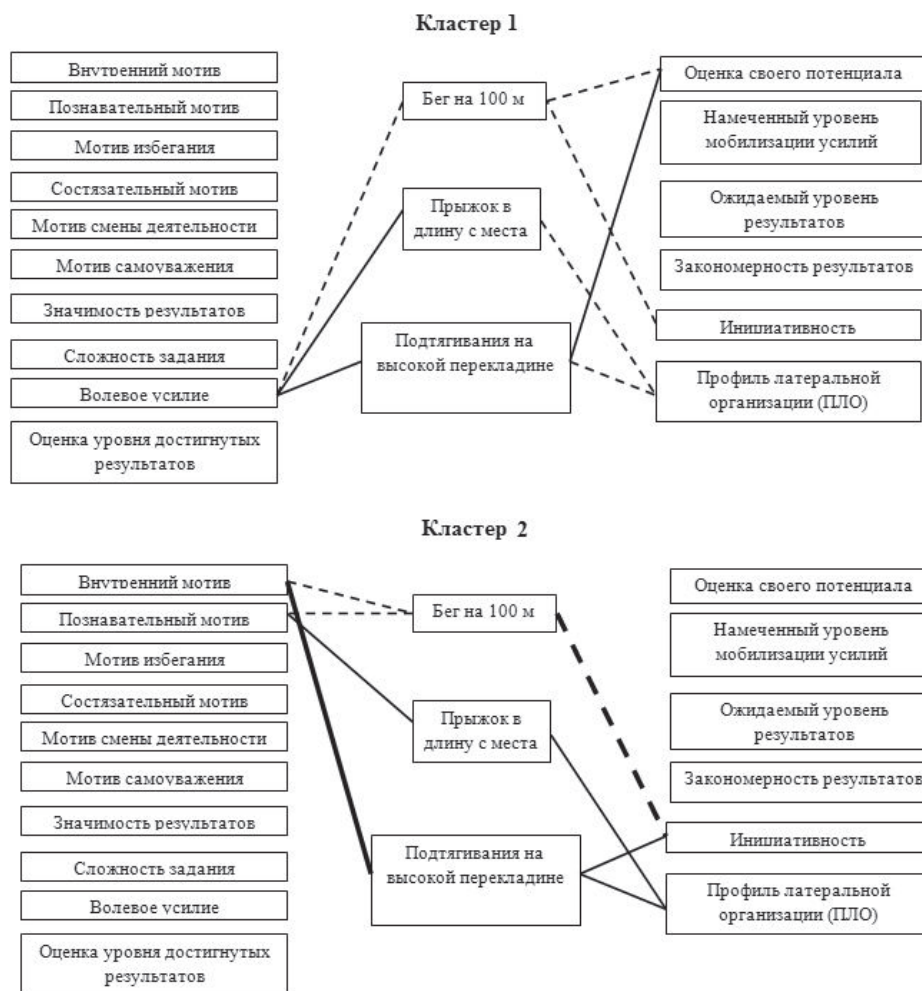 Кластер 1
Внутренний мотив
Познавательный мотив
Мотив избегания
Состязательный мотив
Мотив смены деятельности
Мотив самоуважения
Значимость результатов
Сложность задания
Волевое усилие
Оценка уровня достигнутых
результатов
Бег на 100 м
Прыжок в
длину с места
Подтягивания на
высокой перекладине
Оценка своего потенциала
Намеченный уровень
мобилизации усилий
Ожидаемый уровень
результатов
Закономерность результатов
Инициативность
Профиль латеральной
организации (ПЛО)
Кластер 2
Внутренний мотив
Познавательный мотив
Мотив избегания
Состязательный мотив
Мотив смены деятельности
Мотив самоуважения
Значимость результатов
Сложность задания
Волевое усилие
Оценка уровня достигнутых
результатов
Бег на 100 м
Прыжок в
длину с места
Подтягивания на
высокой перекладине
Оценка своего потенциала
Намеченный уровень
мобилизации усилий
Ожидаемый уровень
результатов
Закономерность результатов
Инициативность
Профиль латеральной
организации (ПЛО)